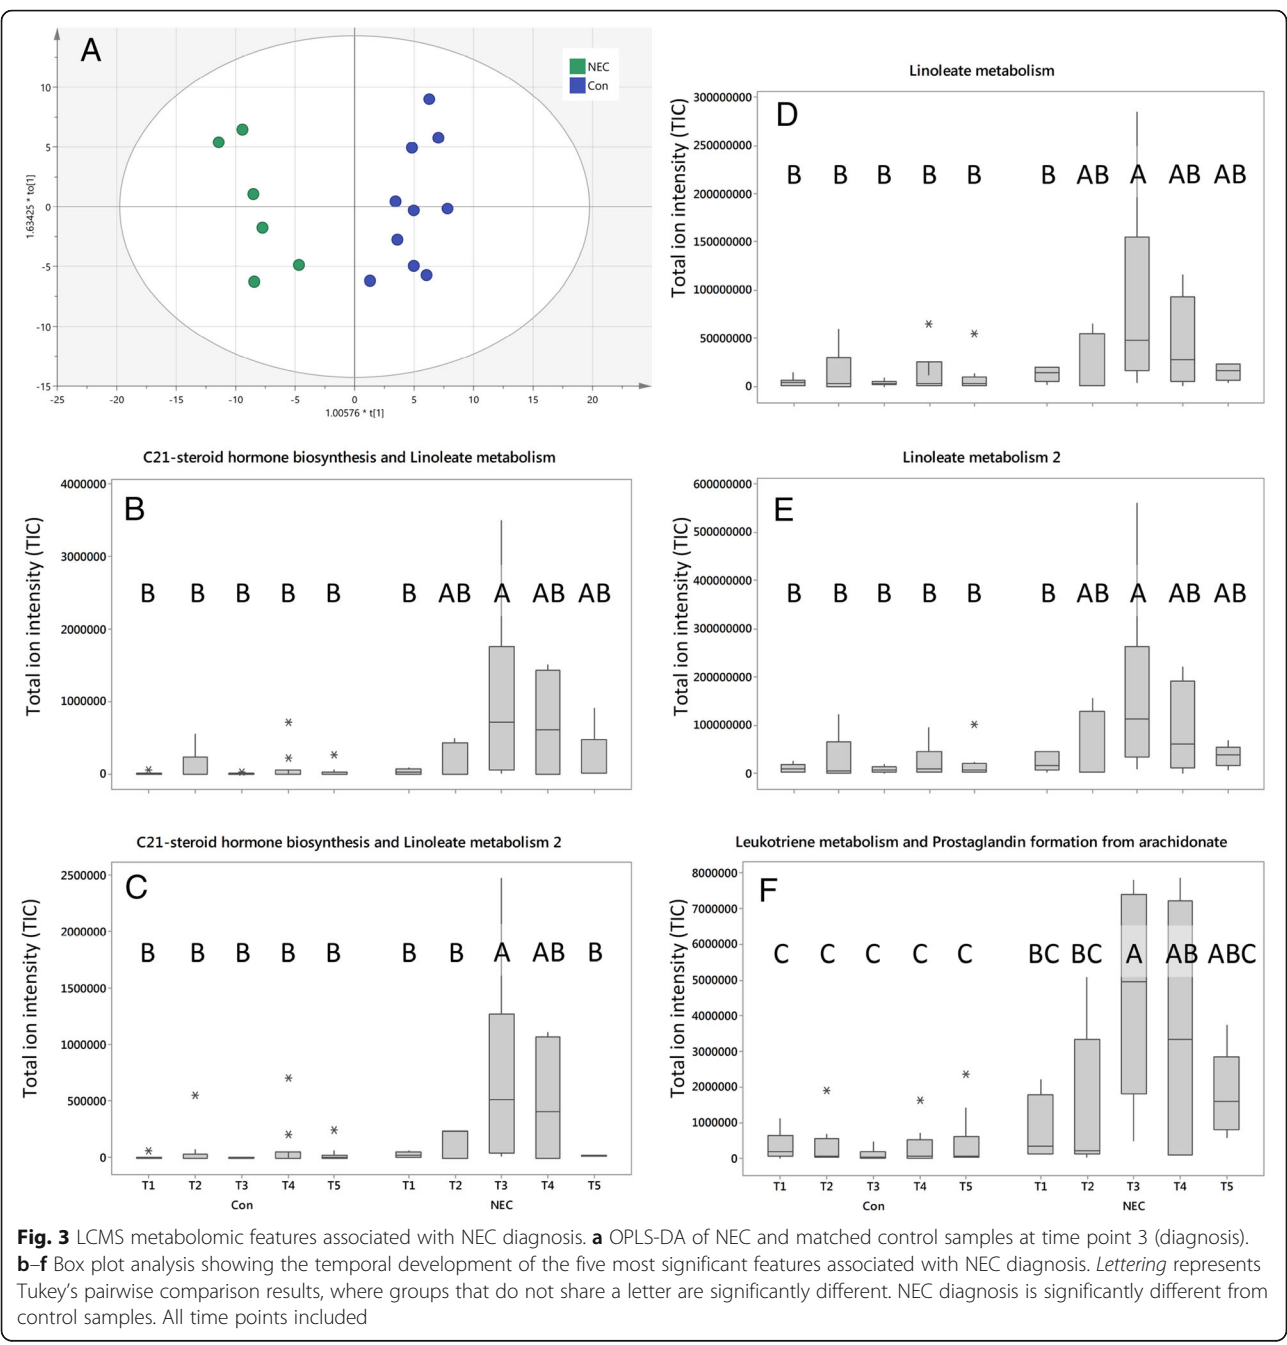 A
NEC
Con
10
5
0
-5
-10
-15
-25 -20 -15 -10 -5 0 5 10 15 20
1.63425 * to[1]
1.00576 * t[1]
Linoleate metabolism
D
Total ion intensity (TIC)
300000000
250000000
B B B B B B AB A AB AB
200000000
150000000
100000000
50000000
0
C21-steroid hormone biosynthesis and Linoleate metabolism
B
Total ion intensity (TIC)
4000000
3000000
B B B B B B AB A AB AB
2000000
1000000
0
Linoleate metabolism 2
E
Total ion intensity (TIC)
600000000
500000000
400000000
B B B B B B AB A AB AB
300000000
200000000
100000000
0
C21-steroid hormone biosynthesis and Linoleate metabolism 2
C
Total ion intensity (TIC)
2500000
2000000
B B B B B B B A AB B
1500000
1000000
500000
0
T1 T2 T3 T4 T5 T1 T2 T3 T4 T5
Con NEC
Leukotriene metabolism and Prostaglandin formation from arachidonate
F
Total ion intensity (TIC)
8000000
7000000
6000000
C C C C C BC BC A AB ABC
5000000
4000000
3000000
2000000
1000000
0
T1 T2 T3 T4 T5 T1 T2 T3 T4 T5
Con NEC
Fig. 3 LCMS metabolomic features associated with NEC diagnosis. a OPLS-DA of NEC and matched control samples at time point 3 (diagnosis).
b–f Box plot analysis showing the temporal development of the five most significant features associated with NEC diagnosis. Lettering represents
Tukey's pairwise comparison results, where groups that do not share a letter are significantly different. NEC diagnosis is significantly different from
control samples. All time points included